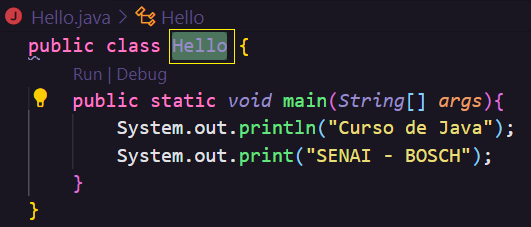 J Hello.java > Hello
public class Hello {
Run | Debug
public static void main(String[] args){
System.out.println("Curso de Java");
System.out.print("SENAI - BOSCH");
}
}